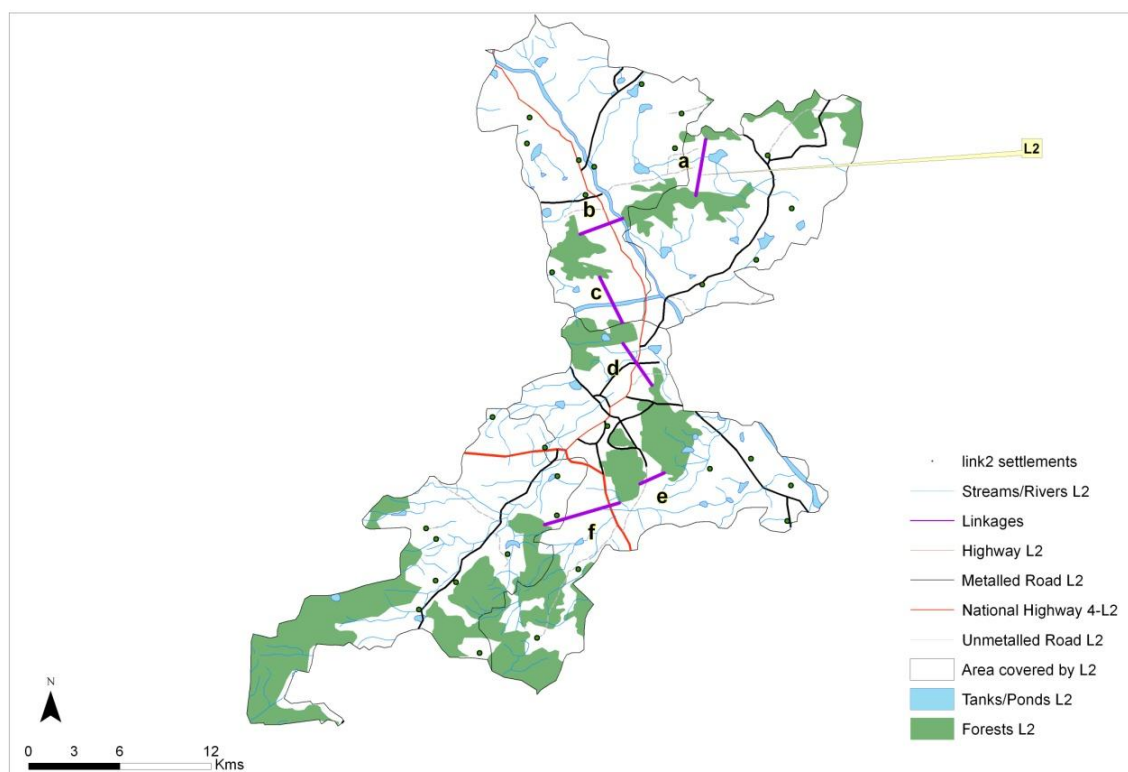 L2
a
b
c
d
e
f
link2 settlements
Streams/Rivers L2
Linkages
Highway L2
Metalled Road L2
National Highway 4-L2
Unmetalled Road L2
Area covered by L2
Tanks/Ponds L2
Forests L2
N
0 3 6 12
Kms